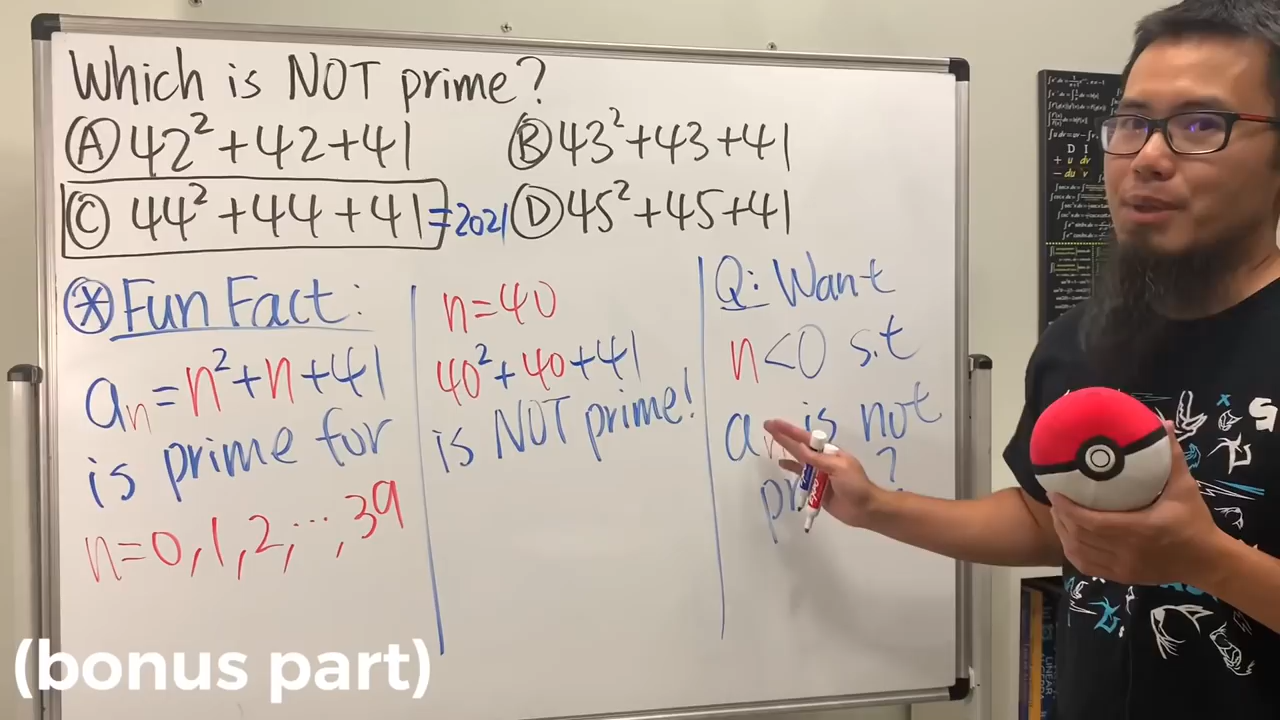 Which is NOT prime?
Ⓐ 42²+42+41
Ⓑ 43²+43+41
Ⓒ 44²+44+41=2021
Ⓓ 45²+45+41
⊛ Fun Fact:
aₙ=n²+n+41
is prime for
n=0,1,2,⋯,39
n=40
40²+40+41
is NOT prime!
Q: Want
n<0 s.t
aₙ is not
?
(bonus part)